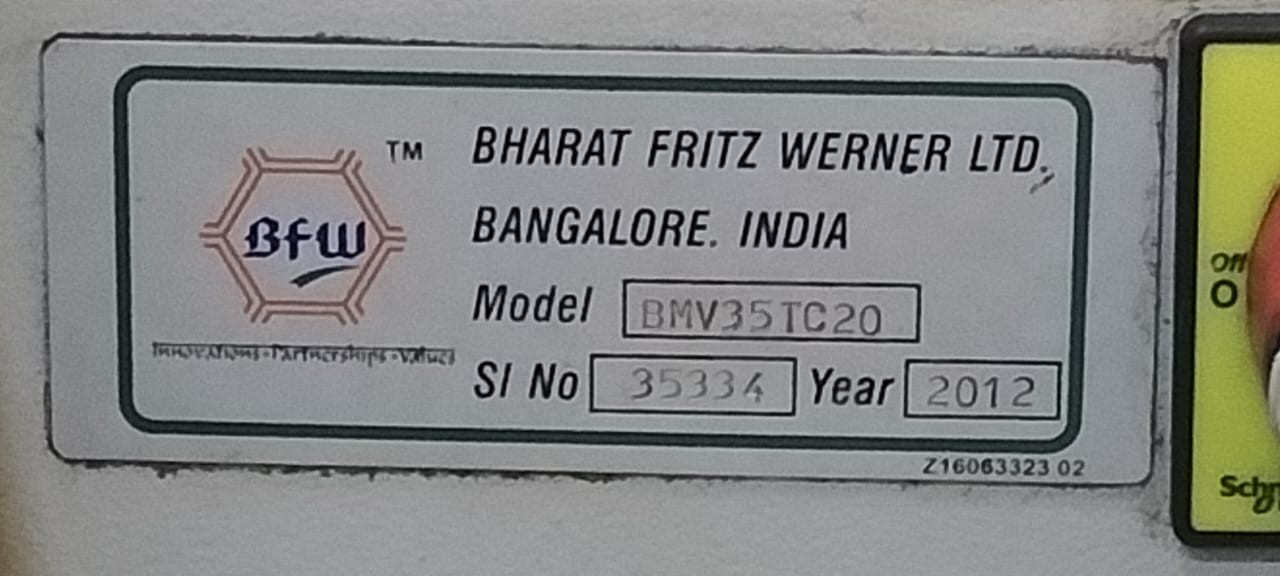 TM
BHARAT FRITZ WERNER LTD.
BANGALORE. INDIA
BfW
Model BMV35TC20
Innovations-Partnerships-Values
Sl No 35334 Year 2012
Z16063323 02
Off
O